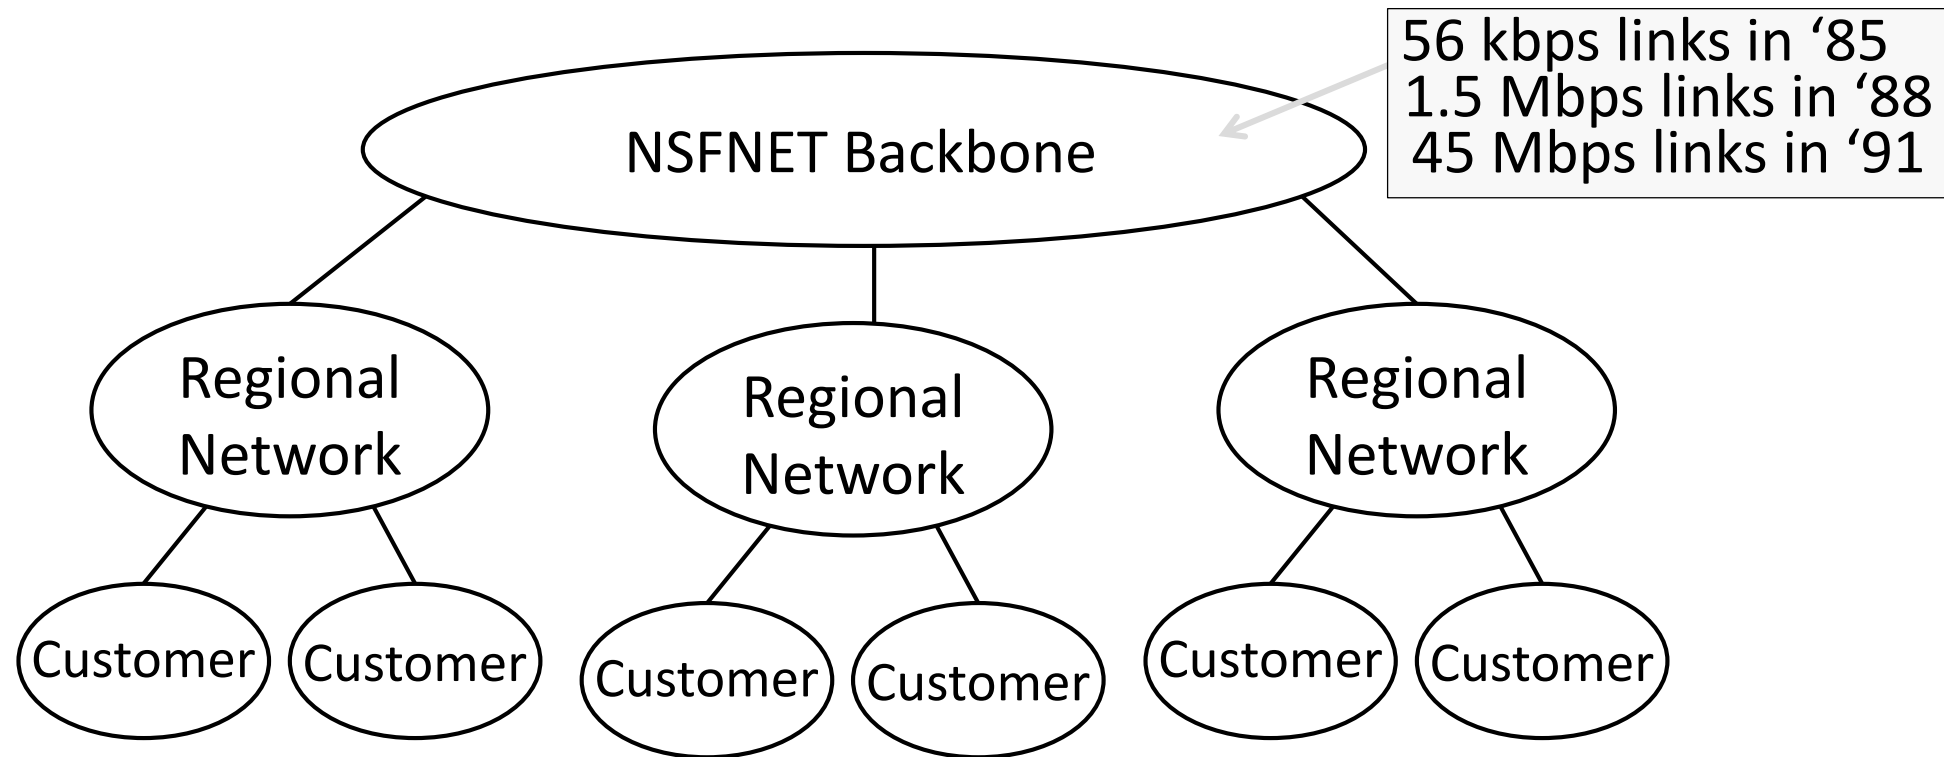 56 kbps links in ‘85
1.5 Mbps links in ‘88
45 Mbps links in ‘91
NSFNET Backbone
Regional
Network
Regional
Network
Regional
Network
Customer
Customer
Customer
Customer
Customer
Customer